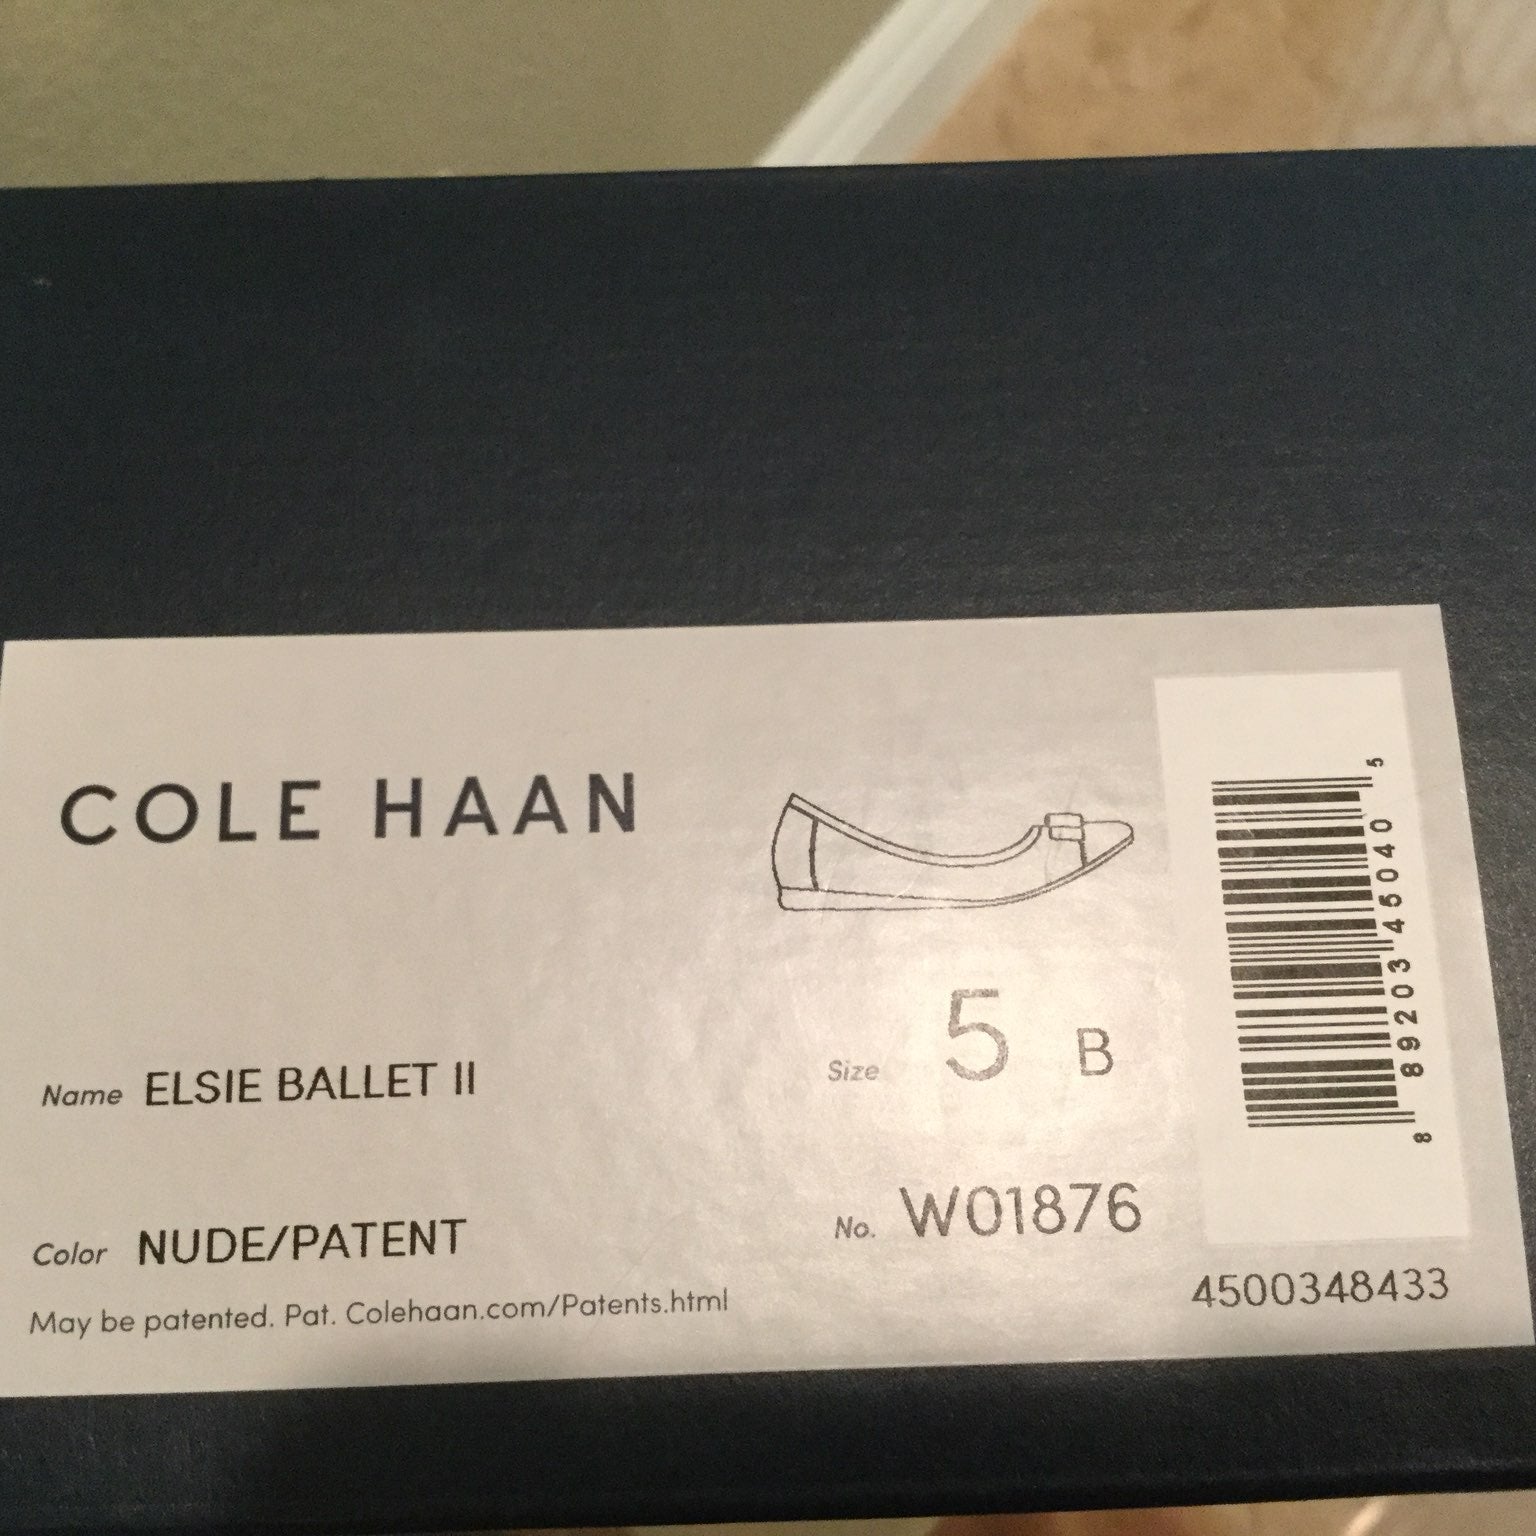 COLE HAAN
Name ELSIE BALLET II
Size 5 B
Color NUDE/PATENT
No. W01876
May be patented. Pat. Colehaan.com/Patents.html
8 89203 45040 5
4500348433